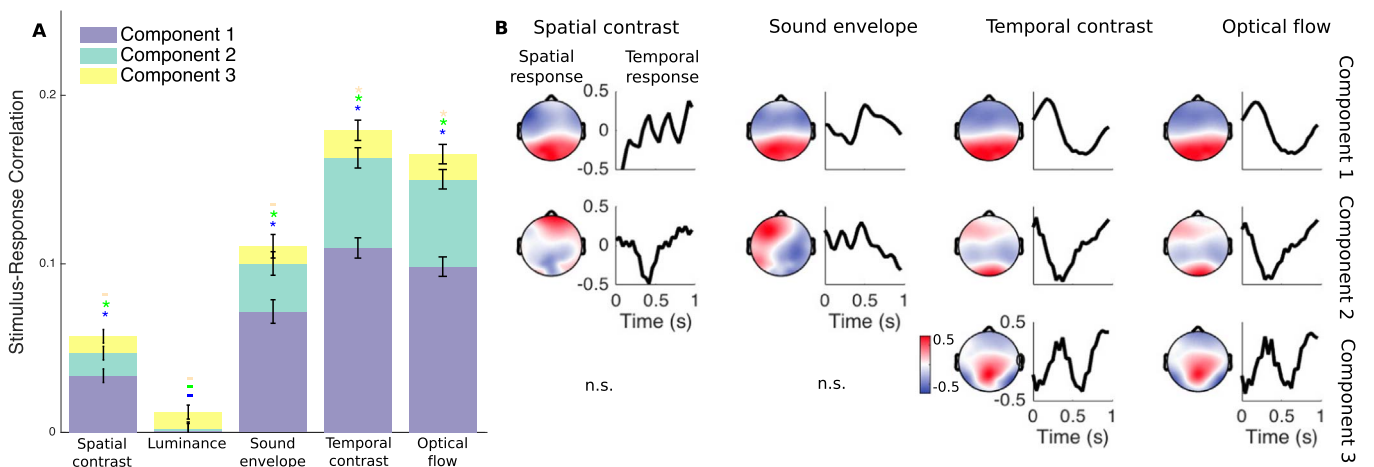 A
Component 1
Component 2
Component 3
Stimulus-Response Correlation
0.2
0.1
0
Spatial contrast
Luminance
Sound envelope
Temporal contrast
Optical flow
B
Spatial contrast
Sound envelope
Temporal contrast
Optical flow
Spatial response
Temporal response
0.5
0
-0.5
Component 1
0.5
0
-0.5
0
0.5
1
Time (s)
0
0.5
1
Time (s)
Component 2
n.s.
n.s.
0.5
-0.5
0.5
0
-0.5
0
0.5
1
Time (s)
0
0.5
1
Time (s)
Component 3